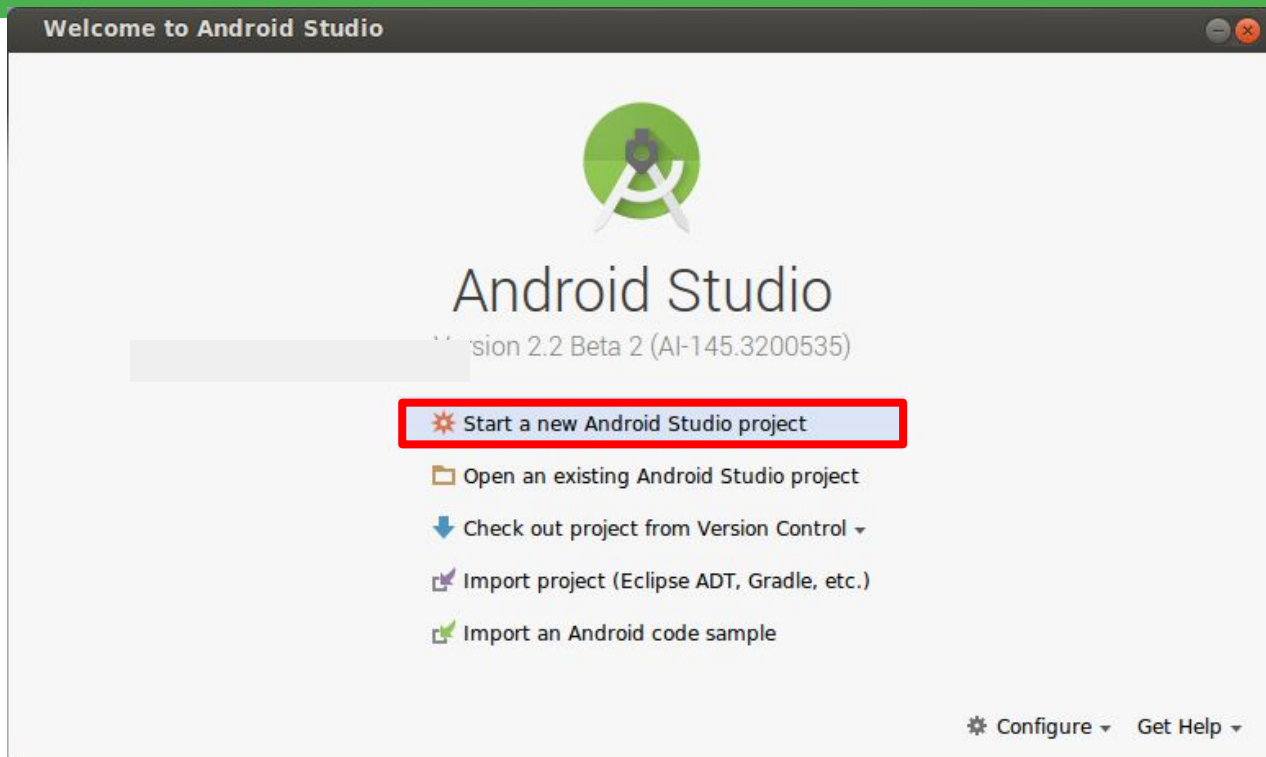 Welcome to Android Studio
Android Studio
Version 2.2 Beta 2 (AI-145.3200535)
Start a new Android Studio project
Open an existing Android Studio project
Check out project from Version Control
Import project (Eclipse ADT, Gradle, etc.)
Import an Android code sample
Configure Get Help